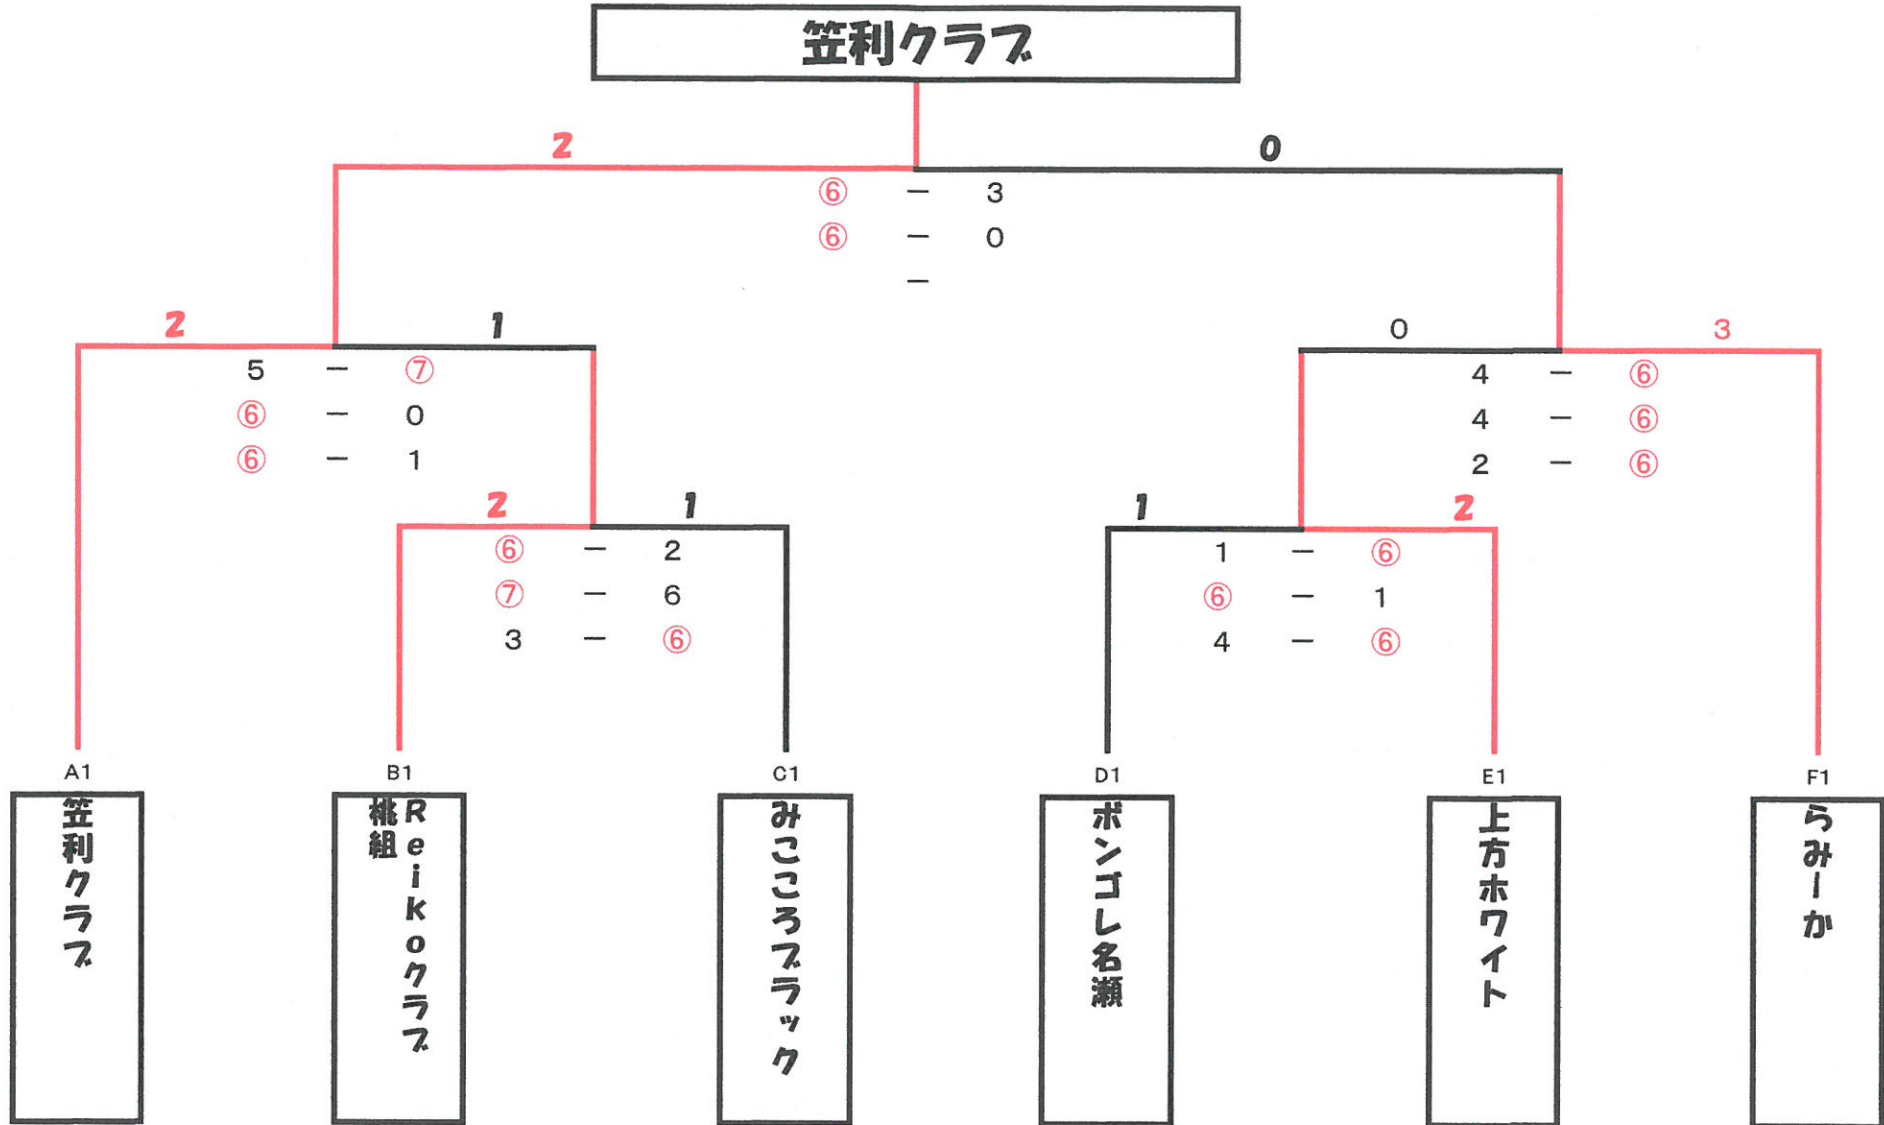 笠利クラブ
2 0
⑥ － 3
⑥ － 0
－
2 1
0 3
5 － ⑦
⑥ － 0
⑥ － 1
4 － ⑥
4 － ⑥
2 － ⑥
2 1
1 2
⑥ － 2
⑦ － 6
3 － ⑥
1 － ⑥
⑥ － 1
4 － ⑥
A1
笠利クラブ
B1
Reikoクラブ
桃組
C1
みこころブラック
D1
ボンゴレ名瀬
E1
上方ホワイト
F1
らみーか